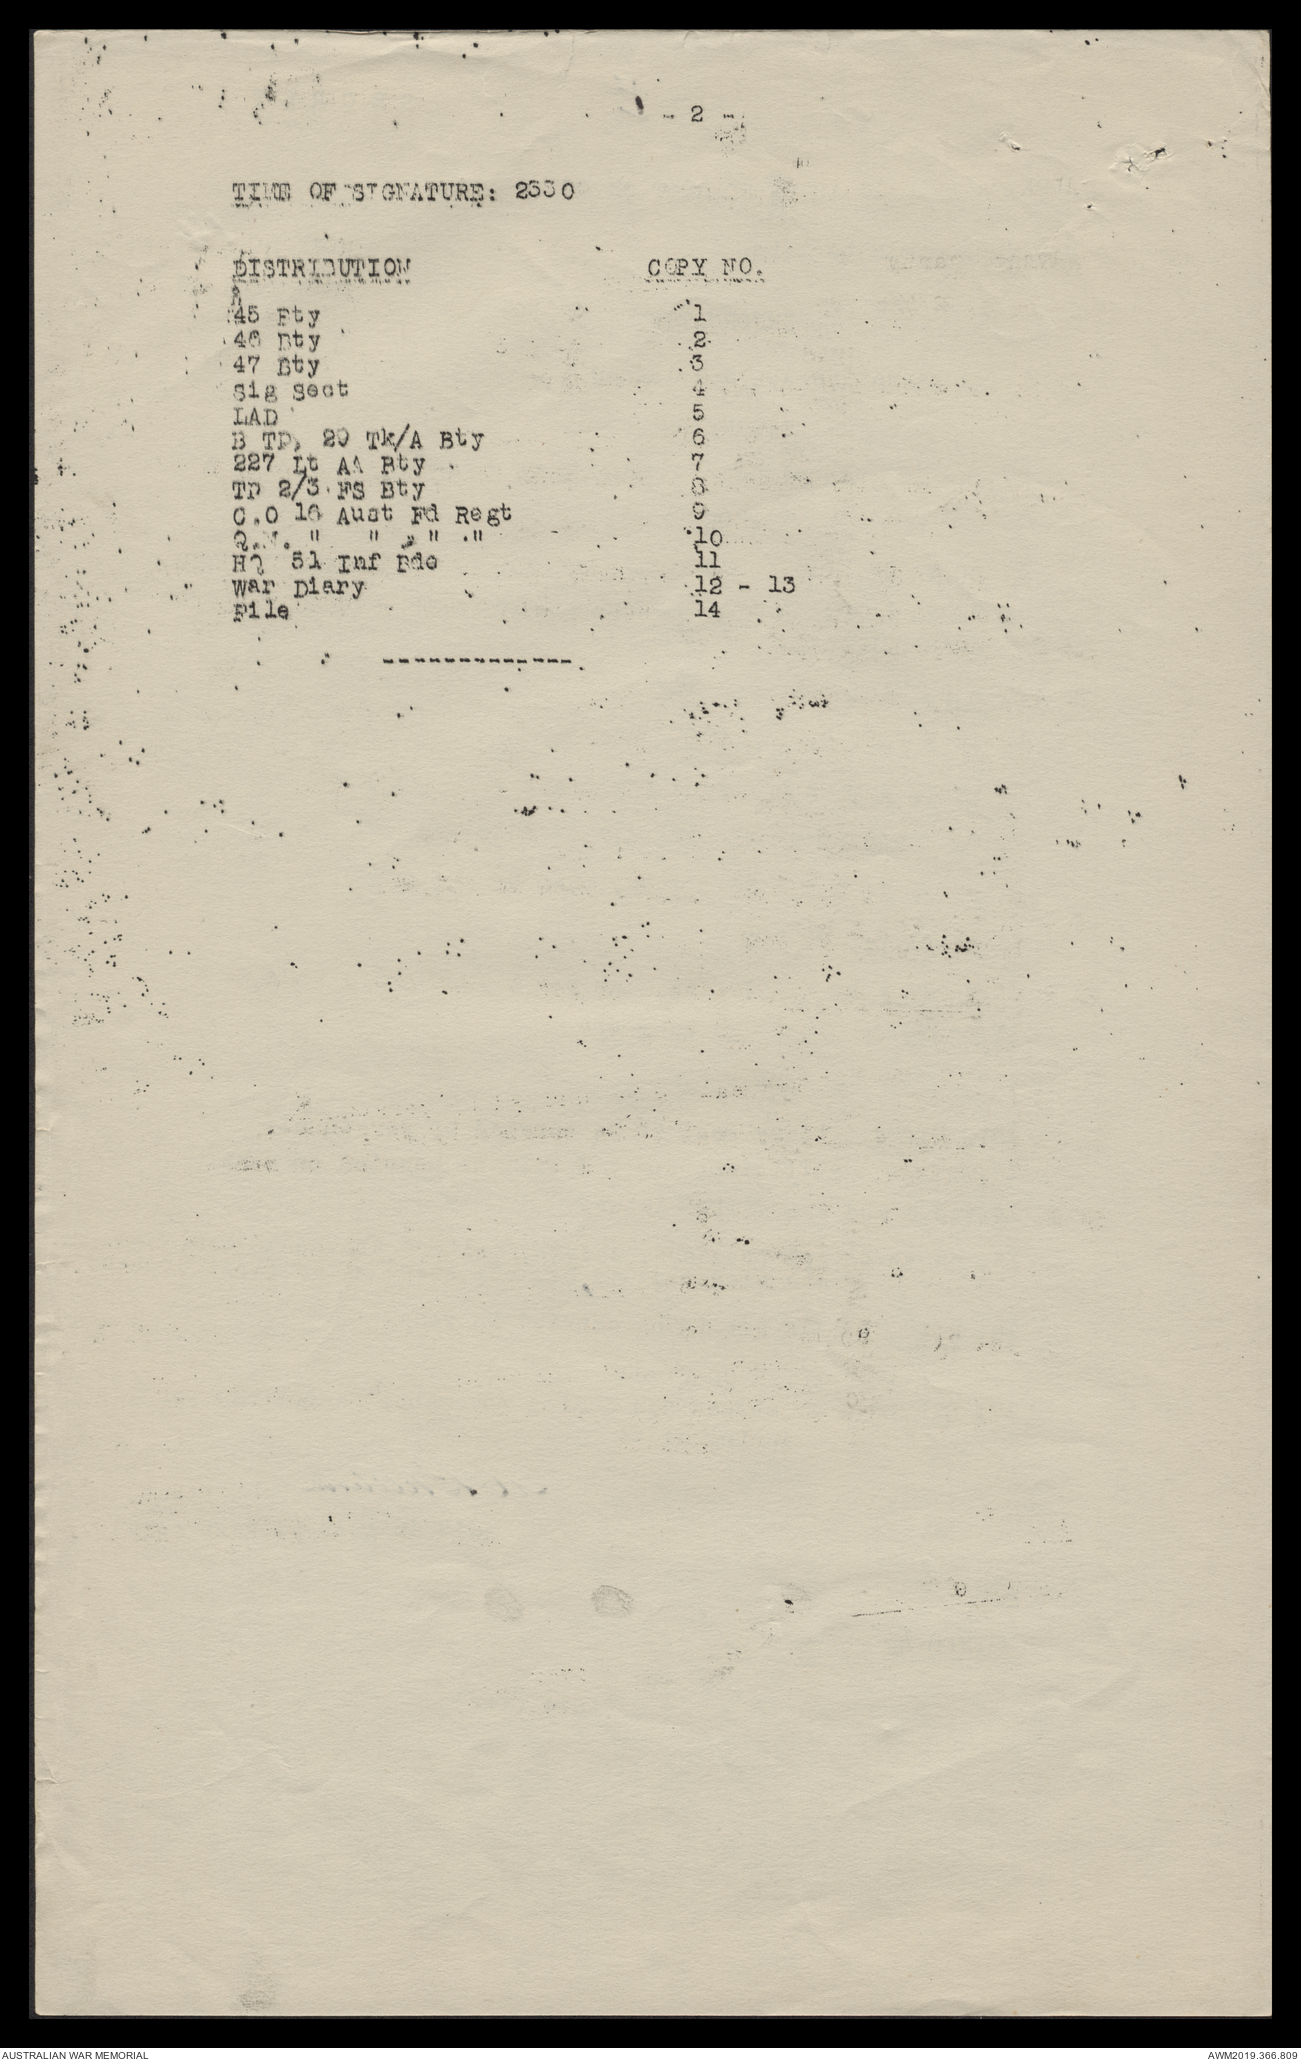 - 2 -
TIME OF SIGNATURE: 2330
DISTRIBUTION COPY NO.
45 Bty 1
46 Bty 2
47 Bty 3
Sig Sect 4
LAD 5
B TP, 20 Tk/A Bty 6
227 Lt AA Bty 7
TP 2/3 FS Bty 8
C.O 16 Aust Fd Regt 9
Q.M. " " " " 10
HQ 51 Inf Bde 11
War Diary 12 - 13
File 14
-------------
AUSTRALIAN WAR MEMORIAL AWM2019.366.809